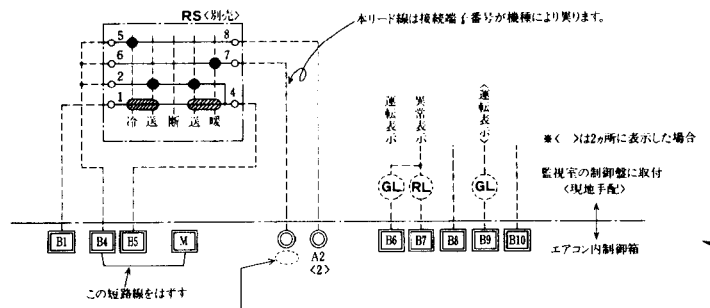 RS〈別売〉
本リード線は接続端子番号が機種により異ります。
5
8
6
7
2
1
4
冷 送 断 送 暖
運転表示
異常表示
〈運転表示〉
※〈 〉は2ヵ所に表示した場合
監視室の制御盤に取付
〈現地手配〉
GL
RL
GL
B1
B4
B5
M
A2
〈2〉
B6
B7
B8
B9
B10
エアコン内制御箱
この短絡線をはずす